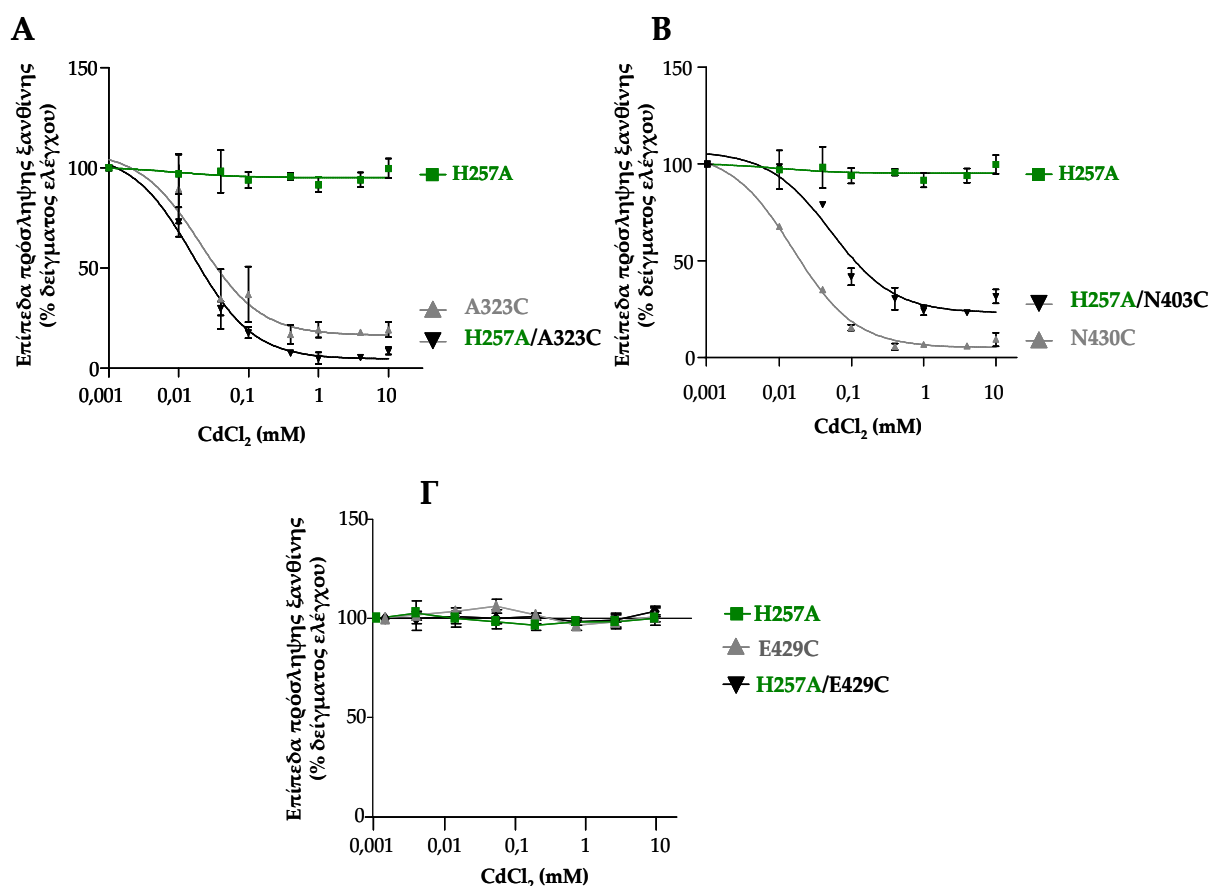 A
Επίπεδα πρόσληψης ξανθίνης
(% δείγματος ελέγχου)
150
100
50
0
0,001
0,01
0,1
1
10
CdCl2 (mM)
H257A
A323C
H257A/A323C
B
Επίπεδα πρόσληψης ξανθίνης
(% δείγματος ελέγχου)
150
100
50
0
0,001
0,01
0,1
1
10
CdCl2 (mM)
H257A
H257A/N403C
N430C
Γ
Επίπεδα πρόσληψης ξανθίνης
(% δείγματος ελέγχου)
150
100
50
0
0,001
0,01
0,1
1
10
CdCl2 (mM)
H257A
E429C
H257A/E429C